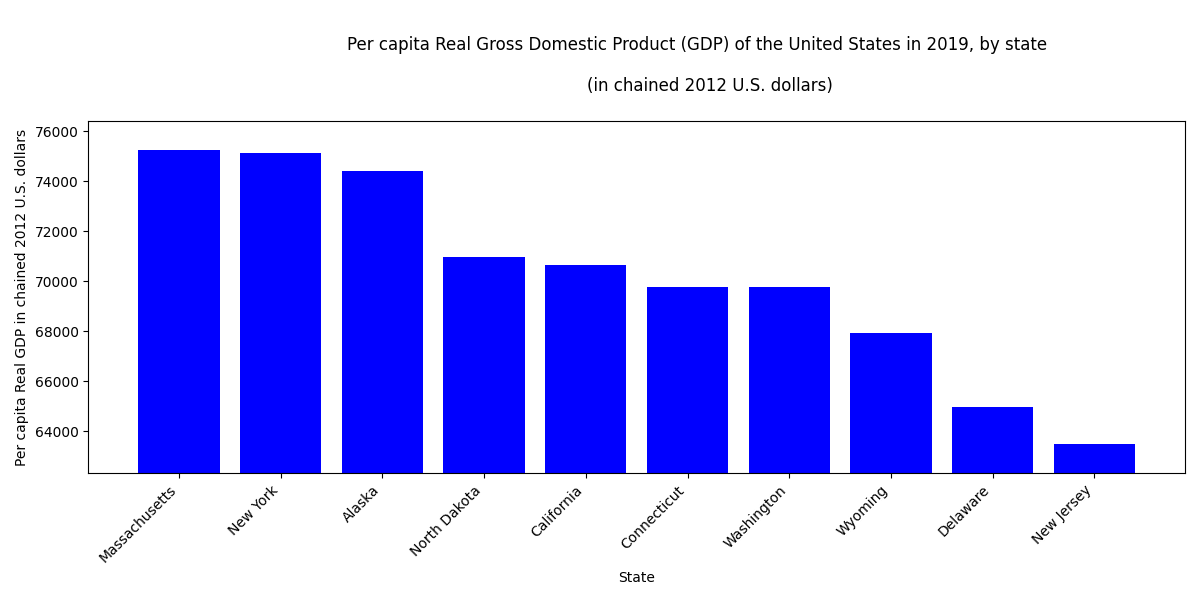 Per capita Real Gross Domestic Product (GDP) of the United States in 2019, by state
(in chained 2012 U.S. dollars)
Per capita Real GDP in chained 2012 U.S. dollars
76000
74000
72000
70000
68000
66000
64000
Massachusetts
New York
Alaska
North Dakota
California
Connecticut
Washington
Wyoming
Delaware
New Jersey
State